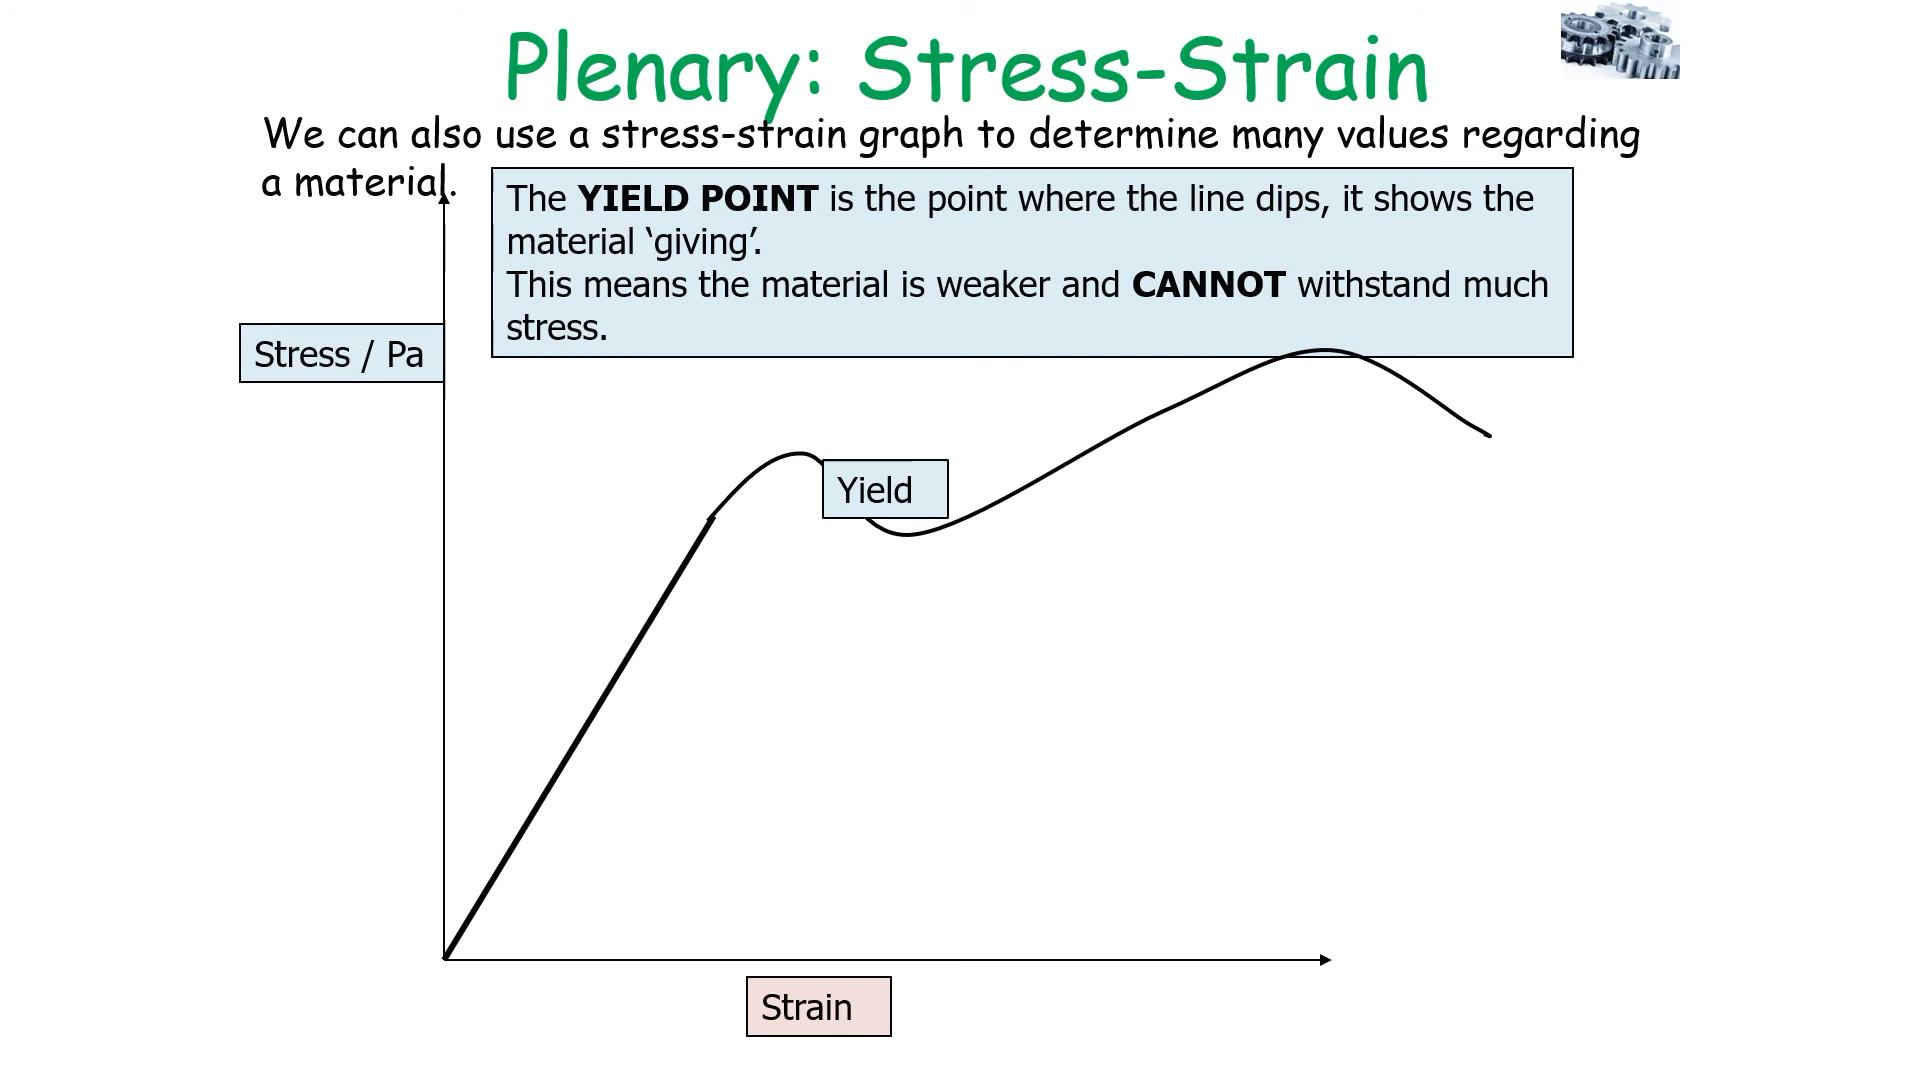 Plenary: Stress-Strain
We can also use a stress-strain graph to determine many values regarding
a material.
The YIELD POINT is the point where the line dips, it shows the
material ‘giving’.
This means the material is weaker and CANNOT withstand much
stress.
Stress / Pa
Yield
Strain